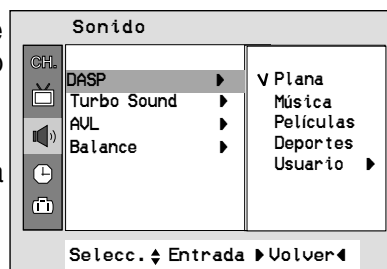 Sonido
CH.
DASP
Turbo Sound
AVL
Balance
V Plana
Música
Películas
Deportes
Usuario
Selecc. Entrada Volver